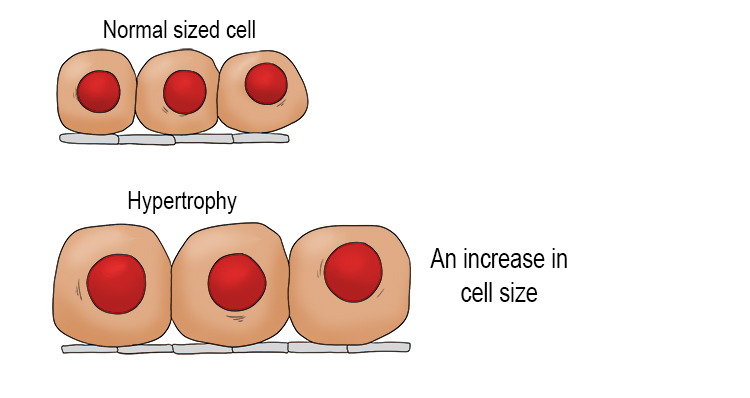 Normal sized cell
Hypertrophy
An increase in
cell size